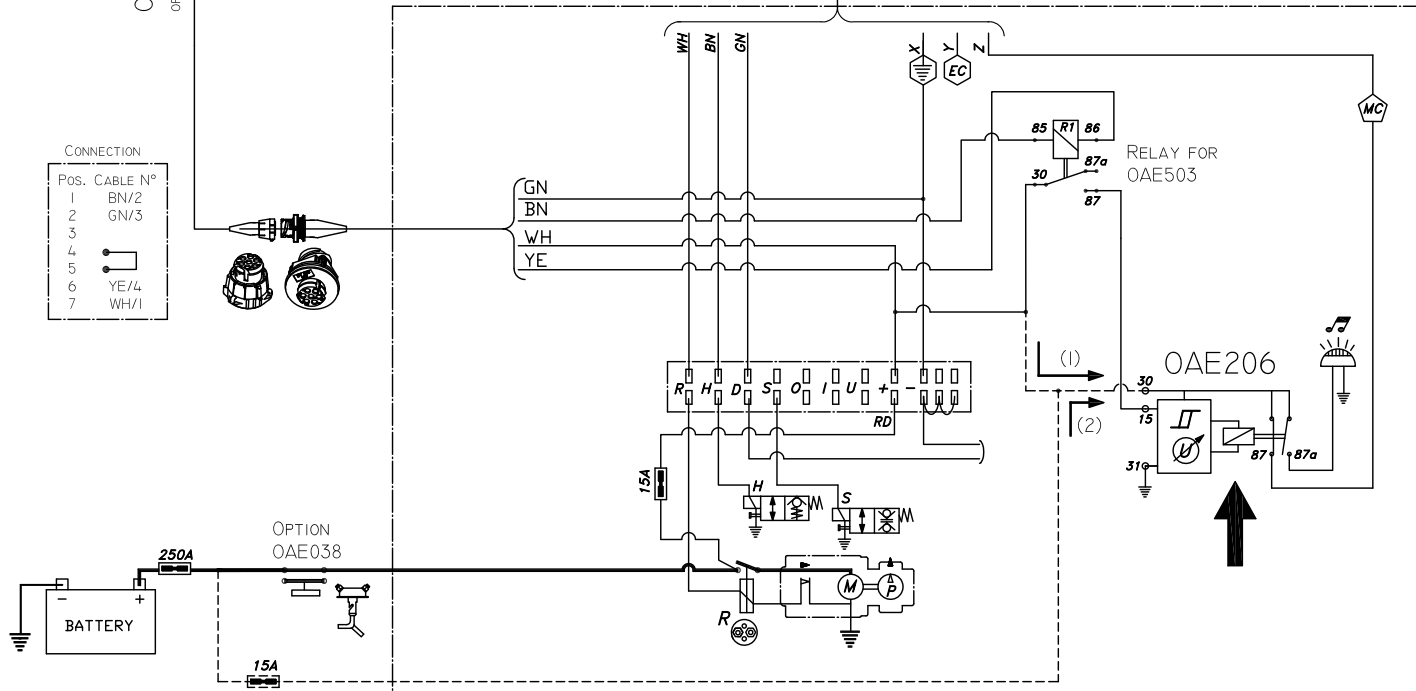 WH BN GN X Y Z
EC
MC
85 R1 86
87a
30
87
RELAY FOR
OAE503
CONNECTION
POS. CABLE N°
1 BN/2
2 GN/3
3
4
5
6 YE/4
7 WH/1
GN
BN
WH
YE
R H D S O I U + -
RD
(1)
(2)
OAE206
30
15
31
U
87 87a
15A
H
S
OPTION
OAE038
250A
- +
BATTERY
R
M
P
15A